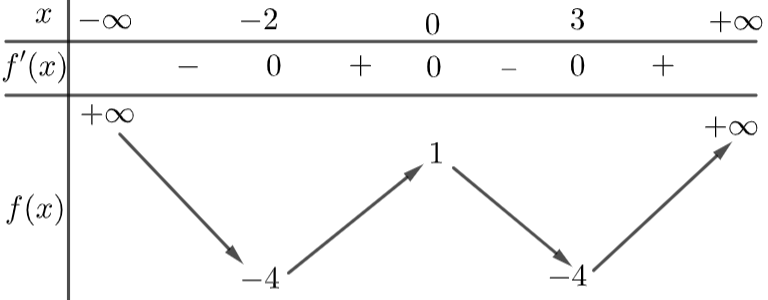 x −∞ −2 0 3 +∞
f′(x) − 0 + 0 − 0 +
+∞ +∞
1
f(x)
−4 −4